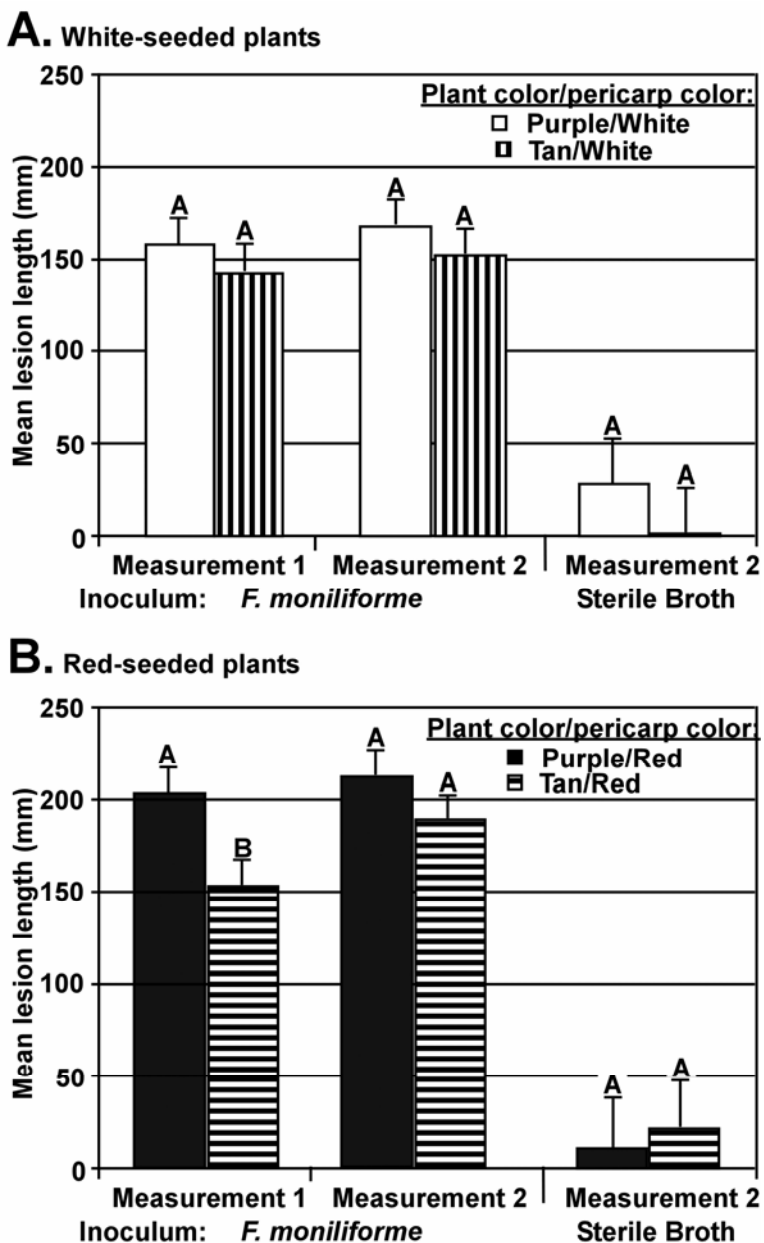 A. White-seeded plants
250
200
150
100
50
0
Mean lesion length (mm)
Plant color/pericarp color:
Purple/White
Tan/White
A
A
A
A
A
A
Measurement 1
Measurement 2
Measurement 2
Inoculum: F. moniliforme
Sterile Broth
B. Red-seeded plants
250
200
150
100
50
0
Mean lesion length (mm)
Plant color/pericarp color:
Purple/Red
Tan/Red
A
B
A
A
A
A
Measurement 1
Measurement 2
Measurement 2
Inoculum: F. moniliforme
Sterile Broth